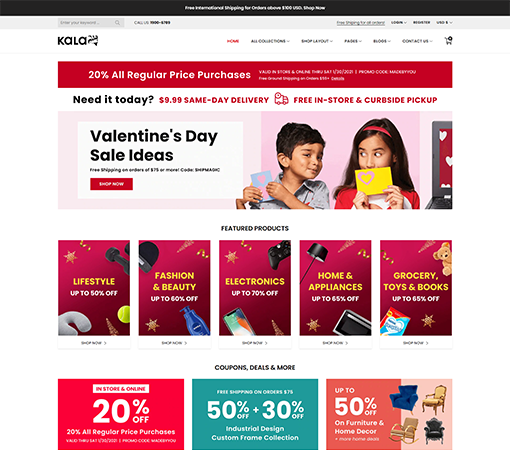 Free International Shipping for Orders above $100 USD. Shop Now
Enter your keyword...
CALL US 1900-6789
Free Shipping for all orders!
LOGIN
REGISTER
USD $
KALA
HOME
ALL COLLECTIONS
SHOP LAYOUT
PAGES
BLOGS
CONTACT US
0
20% All Regular Price Purchases
VALID IN STORE & ONLINE THRU SAT 1/30/2021 | PROMO CODE: MADEBYYOU
Free Ground Shipping on Orders $59+ Details
Need it today? $9.99 SAME-DAY DELIVERY FREE IN-STORE & CURBSIDE PICKUP
Valentine's Day
Sale Ideas
Free Shipping on orders of $75 or more! Code: SHIPMAGIC
SHOP NOW
FEATURED PRODUCTS
LIFESTYLE
UP TO 50% OFF
SHOP NOW
FASHION
& BEAUTY
UP TO 60% OFF
SHOP NOW
ELECTRONICS
UP TO 70% OFF
SHOP NOW
HOME &
APPLIANCES
UP TO 65% OFF
SHOP NOW
GROCERY,
TOYS & BOOKS
UP TO 65% OFF
SHOP NOW
COUPONS, DEALS & MORE
IN STORE & ONLINE
20% OFF
20% All Regular Price Purchases
VALID THRU SAT 1/30/2021 | PROMO CODE: MADEBYYOU
FREE SHIPPING ON ORDERS $75
50% OFF + 30% OFF
Industrial Design
Custom Frame Collection
UP TO
50% OFF
On Furniture &
Home Decor
+ more home deals